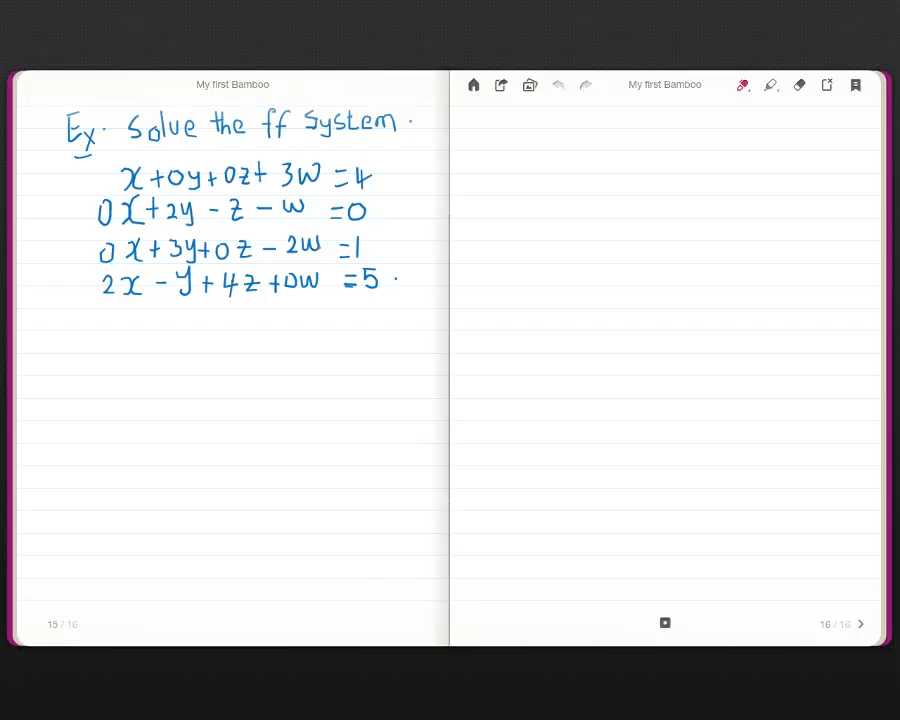 My first Bamboo
Ex. Solve the ff System.
x+0y+0z+3w=4
0x+2y-z-w=0
0x+3y+0z-2w=1
2x-y+4z+0w=5.
15 / 16
My first Bamboo
16 / 16